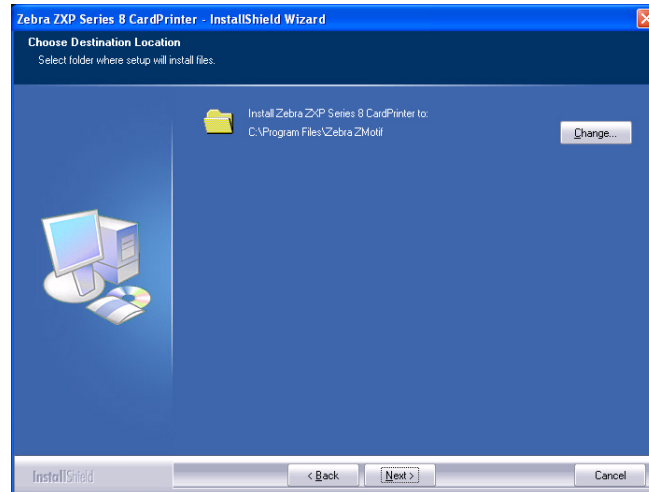 Zebra ZXP Series 8 CardPrinter - InstallShield Wizard
Choose Destination Location
Select folder where setup will install files.
Install Zebra ZXP Series 8 CardPrinter to:
C:\Program Files\Zebra ZMotif
Change...
InstallShield
< Back
Next >
Cancel